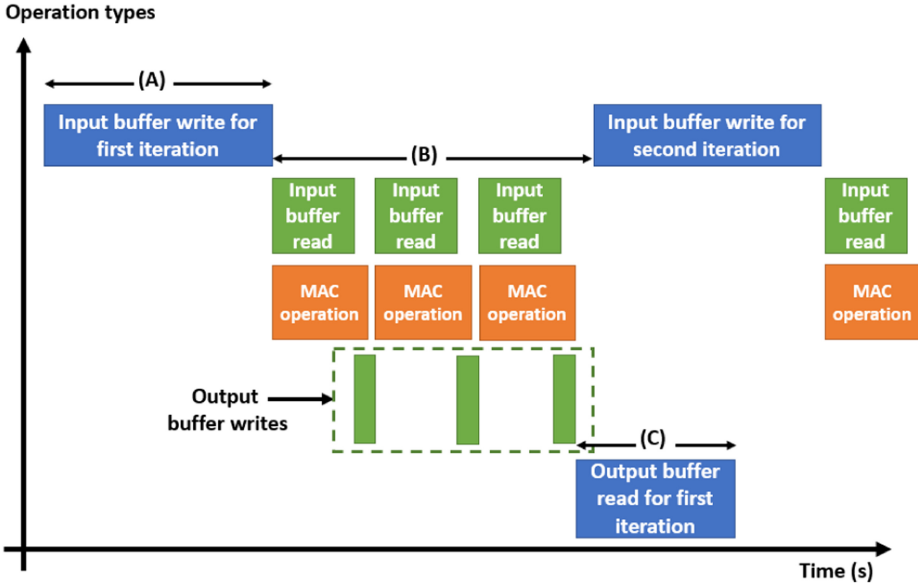 Operation types
(A)
Input buffer write for
first iteration
Input buffer write for
second iteration
(B)
Input
buffer
read
Input
buffer
read
Input
buffer
read
Input
buffer
read
MAC
operation
MAC
operation
MAC
operation
MAC
operation
Output
buffer writes
(C)
Output buffer
read for first
iteration
Time (s)